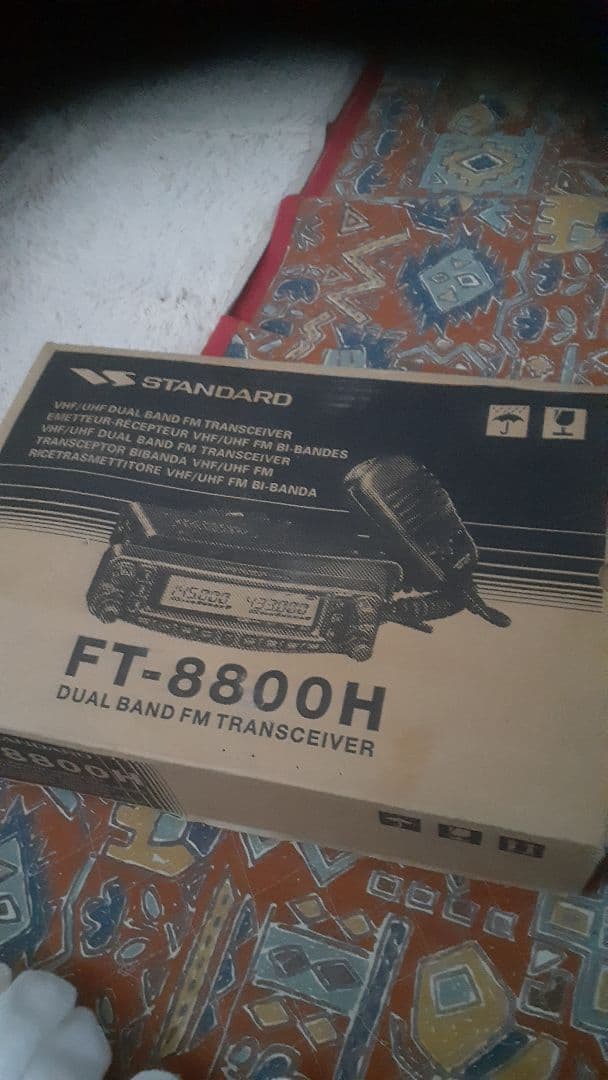 STANDARD
VHF/UHF DUAL BAND FM TRANSCEIVER
EMETTEUR-RECEPTEUR VHF/UHF FM BI-BANDES
VHF/UHF DUAL BAND FM TRANSCEIVER
TRANSCEPTOR BIBANDA VHF/UHF FM
RICETRASMETTITORE VHF/UHF FM BI-BANDA
FT-8800H
DUAL BAND FM TRANSCEIVER
8800H